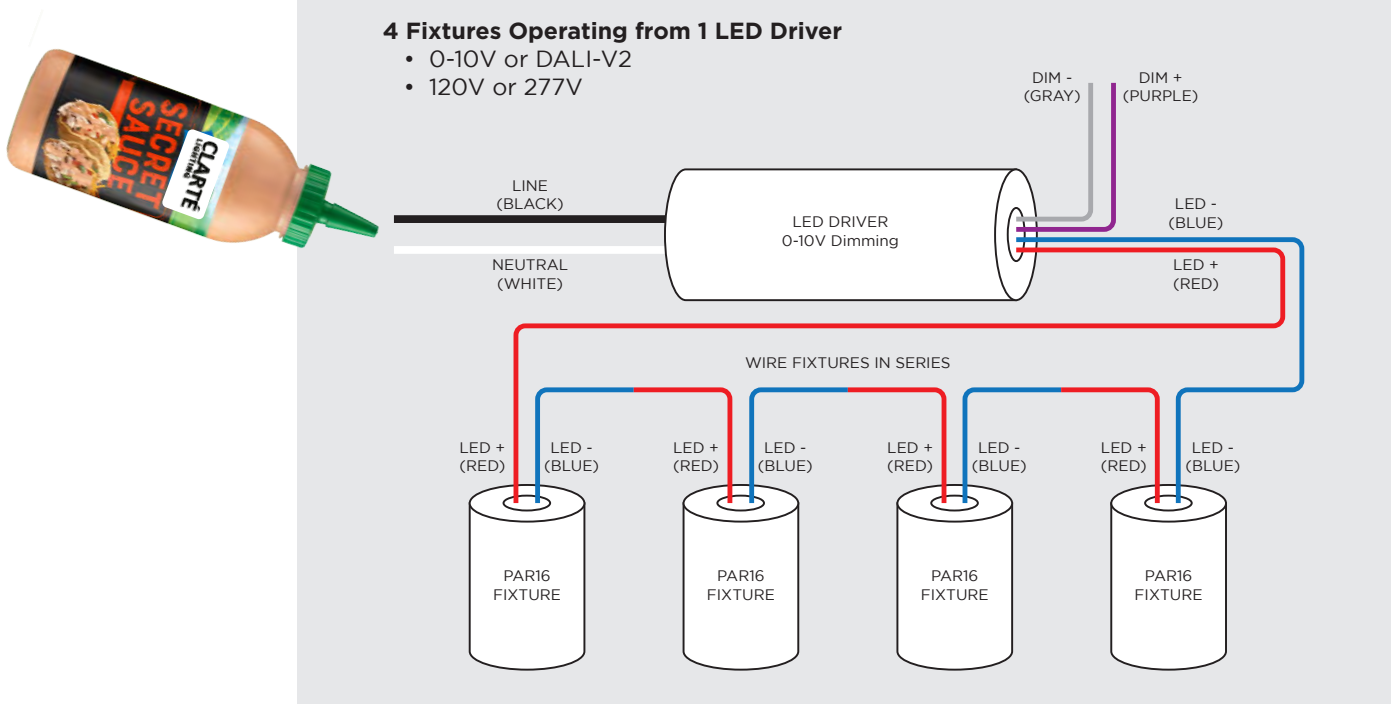 4 Fixtures Operating from 1 LED Driver
• 0-10V or DALI-V2
• 120V or 277V
SECRET
SAUCE
CLARTÉ
LIGHTING
DIM -
(GRAY)
DIM +
(PURPLE)
LINE
(BLACK)
NEUTRAL
(WHITE)
LED DRIVER
0-10V Dimming
LED -
(BLUE)
LED +
(RED)
WIRE FIXTURES IN SERIES
LED +
(RED)
LED -
(BLUE)
LED +
(RED)
LED -
(BLUE)
LED +
(RED)
LED -
(BLUE)
LED +
(RED)
LED -
(BLUE)
PAR16
FIXTURE
PAR16
FIXTURE
PAR16
FIXTURE
PAR16
FIXTURE